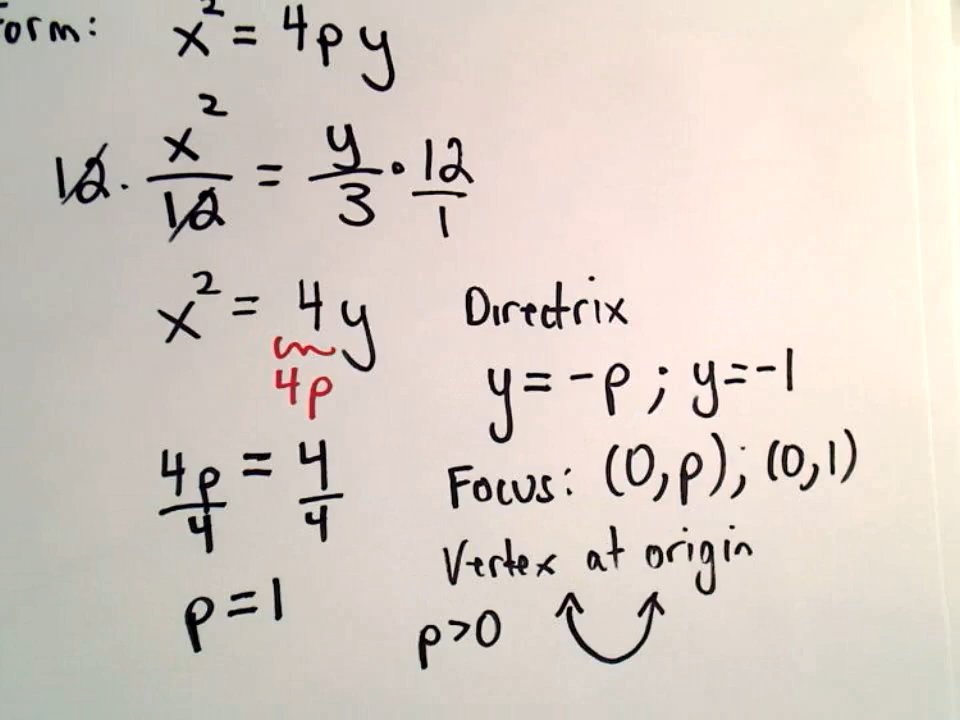 form: x² = 4py
12 · x²/12 = y/3 · 12/1
x² = 4y
4p
4p/4 = 4/4
p = 1
Directrix
y = -p ; y = -1
Focus: (0, p) ; (0, 1)
Vertex at origin
p > 0